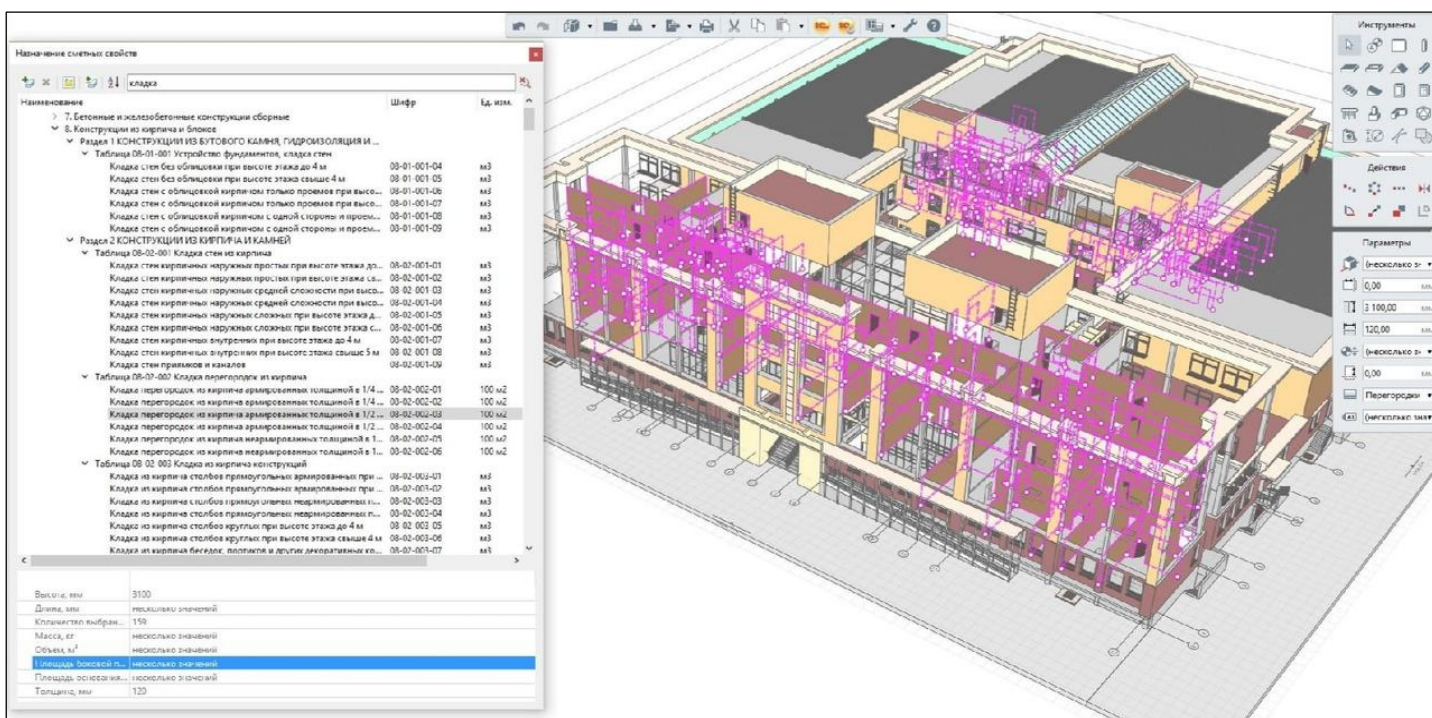 Назначение сметных свойств
кладка
Наименование Шифр Ед. изм.
7. Бетонные и железобетонные конструкции сборные
8. Конструкции из кирпича и блоков
Раздел 1 КОНСТРУКЦИИ ИЗ БУТОВОГО КАМНЯ, ГИДРОИЗОЛЯЦИЯ И ...
Таблица 08-01-001 Устройство фундаментов, кладка стен
Кладка стен без облицовки при высоте этажа до 4 м 08-01-001-04 м3
Кладка стен без облицовки при высоте этажа свыше 4 м 08-01-001-05 м3
Кладка стен с облицовкой кирпичом только проемов при высо... 08-01-001-06 м3
Кладка стен с облицовкой кирпичом только проемов при высо... 08-01-001-07 м3
Кладка стен с облицовкой кирпичом с одной стороны и проем... 08-01-001-08 м3
Кладка стен с облицовкой кирпичом с одной стороны и проем... 08-01-001-09 м3
Раздел 2 КОНСТРУКЦИИ ИЗ КИРПИЧА И КАМНЕЙ
Таблица 08-02-001 Кладка стен из кирпича
Кладка стен кирпичных наружных простых при высоте этажа до... 08-02-001-01 м3
Кладка стен кирпичных наружных простых при высоте этажа св... 08-02-001-02 м3
Кладка стен кирпичных наружных средней сложности при высо... 08-02-001-03 м3
Кладка стен кирпичных наружных средней сложности при высо... 08-02-001-04 м3
Кладка стен кирпичных наружных сложных при высоте этажа д... 08-02-001-05 м3
Кладка стен кирпичных наружных сложных при высоте этажа с... 08-02-001-06 м3
Кладка стен кирпичных внутренних при высоте этажа до 4 м 08-02-001-07 м3
Кладка стен кирпичных внутренних при высоте этажа свыше 5 м 08-02-001-08 м3
Кладка стен приямков и каналов 08-02-001-09 м3
Таблица 08-02-002 Кладка перегородок из кирпича
Кладка перегородок из кирпича армированных толщиной в 1/4 ... 08-02-002-01 100 м2
Кладка перегородок из кирпича армированных толщиной в 1/4 ... 08-02-002-02 100 м2
Кладка перегородок из кирпича армированных толщиной в 1/2 ... 08-02-002-03 100 м2
Кладка перегородок из кирпича армированных толщиной в 1/2 ... 08-02-002-04 100 м2
Кладка перегородок из кирпича неармированных толщиной в 1... 08-02-002-05 100 м2
Кладка перегородок из кирпича неармированных толщиной в 1... 08-02-002-06 100 м2
Таблица 08-02-003 Кладка из кирпича конструкций
Кладка из кирпича столбов прямоугольных армированных при ... 08-02-003-01 м3
Кладка из кирпича столбов прямоугольных армированных при ... 08-02-003-02 м3
Кладка из кирпича столбов прямоугольных неармированных п... 08-02-003-03 м3
Кладка из кирпича столбов прямоугольных неармированных п... 08-02-003-04 м3
Кладка из кирпича столбов круглых при высоте этажа до 4 м 08-02-003-05 м3
Кладка из кирпича столбов круглых при высоте этажа свыше 4 м 08-02-003-06 м3
Кладка из кирпича беседок, портиков и других декоративных ко... 08-02-003-07 м3
Высота, мм 3100
Длина, мм несколько значений
Количество выбран... 159
Масса, кг несколько значений
Объем, м³ несколько значений
Площадь боковой п... несколько значений
Площадь основания... несколько значений
Толщина, мм 120
Инструменты
Действия
Параметры
(несколько з
0,00 мм
3 100,00 мм
120,00 мм
(несколько з
0,00 мм
Перегородки
(несколько зна